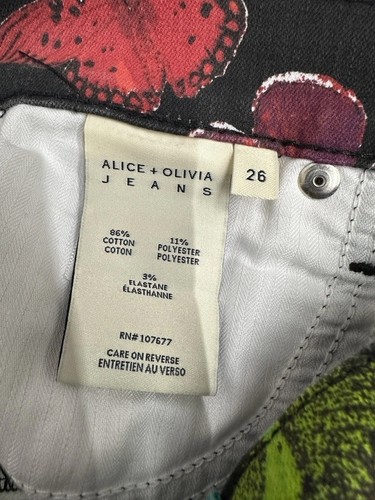 ALICE + OLIVIA
JEANS
26
86%
COTTON
COTON
11%
POLYESTER
POLYESTER
3%
ELASTANE
ÉLASTHANNE
RN# 107677
CARE ON REVERSE
ENTRETIEN AU VERSO